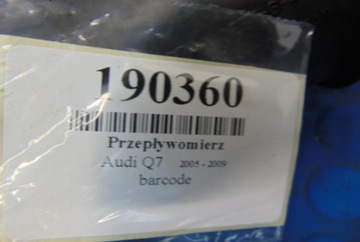 190360
Przepływomierz
Audi Q7 2005 - 2009
barcode